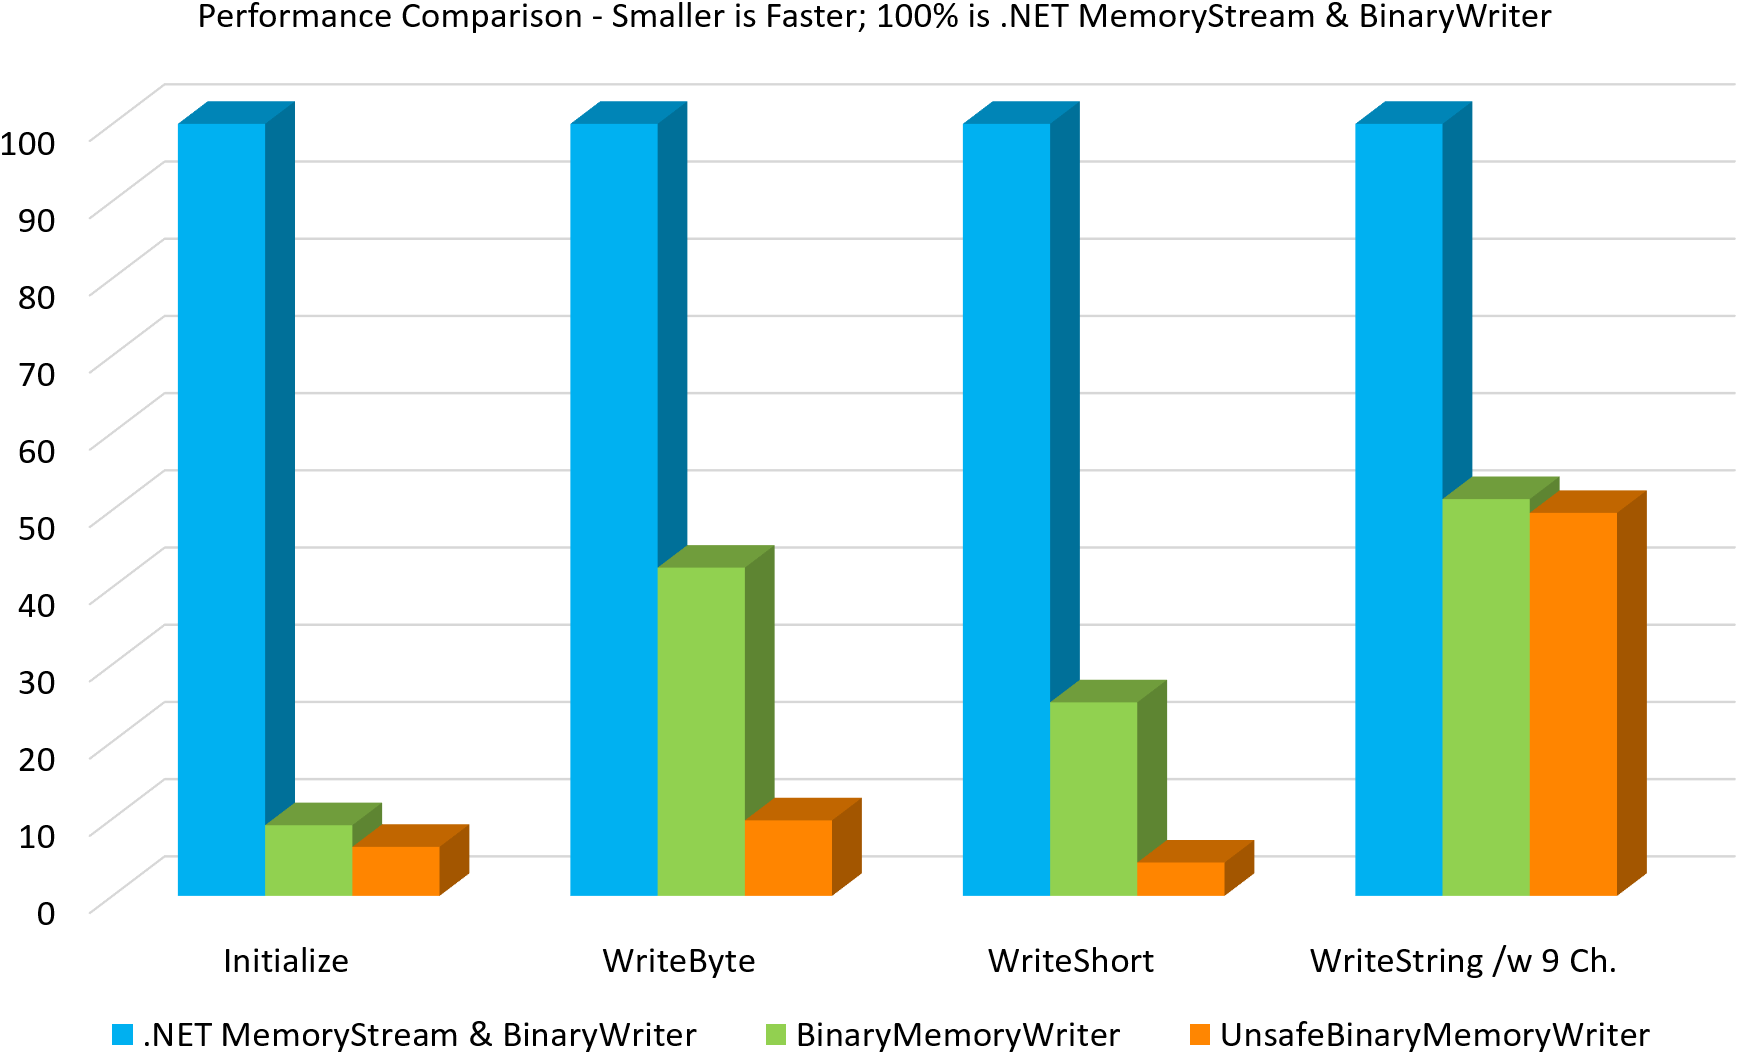 Performance Comparison - Smaller is Faster; 100% is .NET MemoryStream & BinaryWriter
100
90
80
70
60
50
40
30
20
10
0
Initialize
WriteByte
WriteShort
WriteString /w 9 Ch.
.NET MemoryStream & BinaryWriter
BinaryMemoryWriter
UnsafeBinaryMemoryWriter